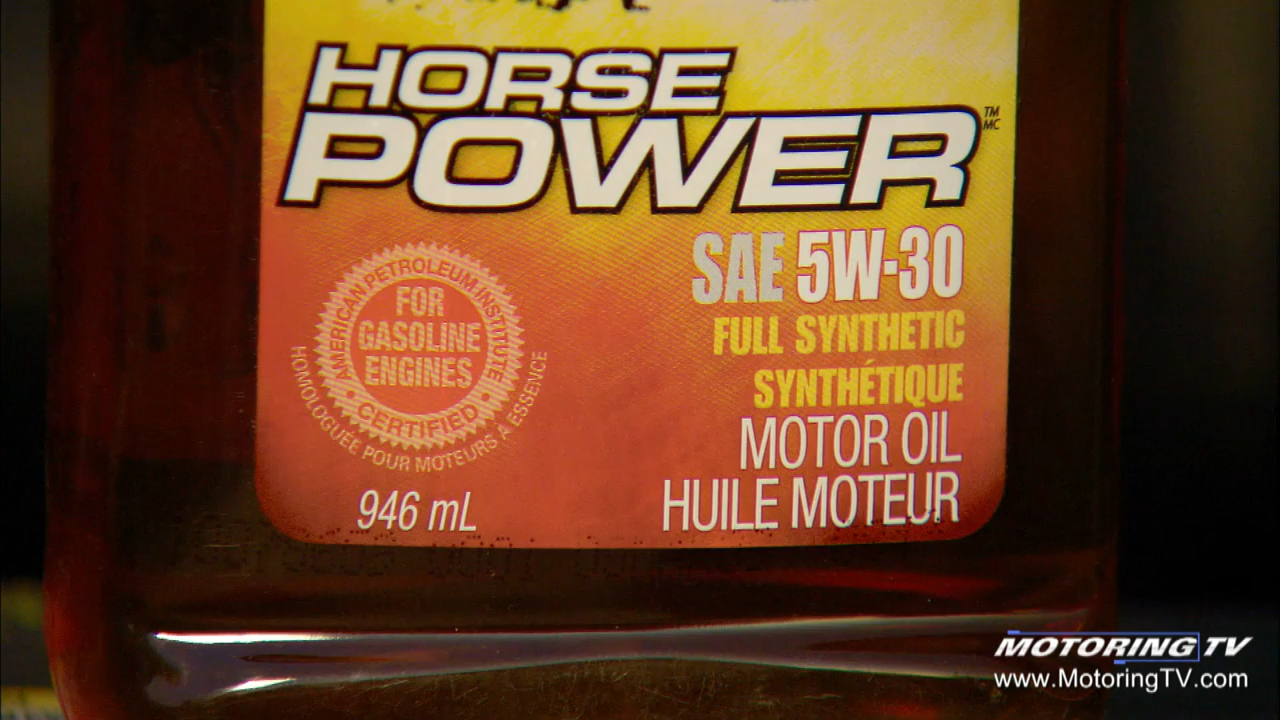 HORSE
POWER
™
MC
SAE 5W-30
FULL SYNTHETIC
SYNTHÉTIQUE
MOTOR OIL
HUILE MOTEUR
AMERICAN PETROLEUM INSTITUTE
FOR
GASOLINE
ENGINES
• CERTIFIED •
HOMOLOGUÉE POUR MOTEURS À ESSENCE
946 mL
MOTORING TV
www.MotoringTV.com